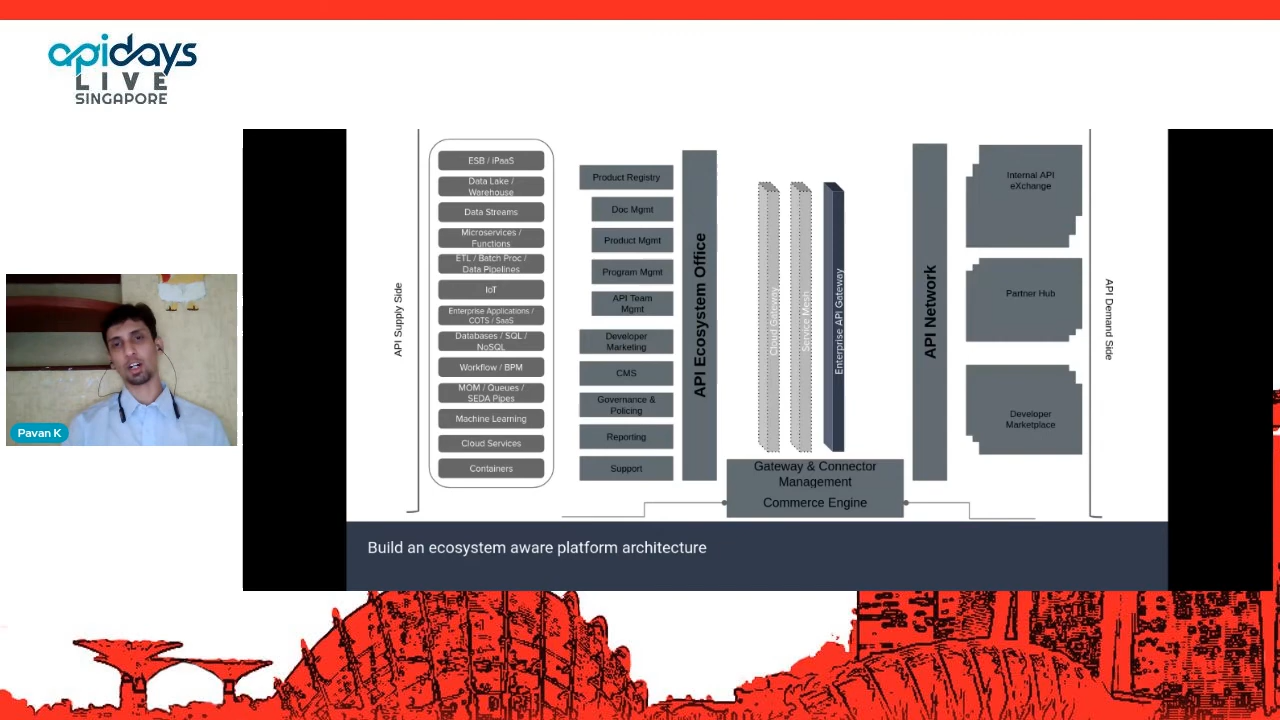 apidays
LIVE
SINGAPORE
Pavan K
API Supply Side
ESB / iPaaS
Data Lake /
Warehouse
Data Streams
Microservices /
Functions
ETL / Batch Proc /
Data Pipelines
IoT
Enterprise Applications /
COTS / SaaS
Databases / SQL /
NoSQL
Workflow / BPM
MOM / Queues /
SEDA Pipes
Machine Learning
Cloud Services
Containers
Product Registry
Doc Mgmt
Product Mgmt
Program Mgmt
API Team
Mgmt
Developer
Marketing
CMS
Governance &
Policing
Reporting
Support
API Ecosystem Office
Enterprise API Gateway
Gateway & Connector
Management
Commerce Engine
API Network
Internal API
eXchange
Partner Hub
Developer
Marketplace
API Demand Side
Build an ecosystem aware platform architecture